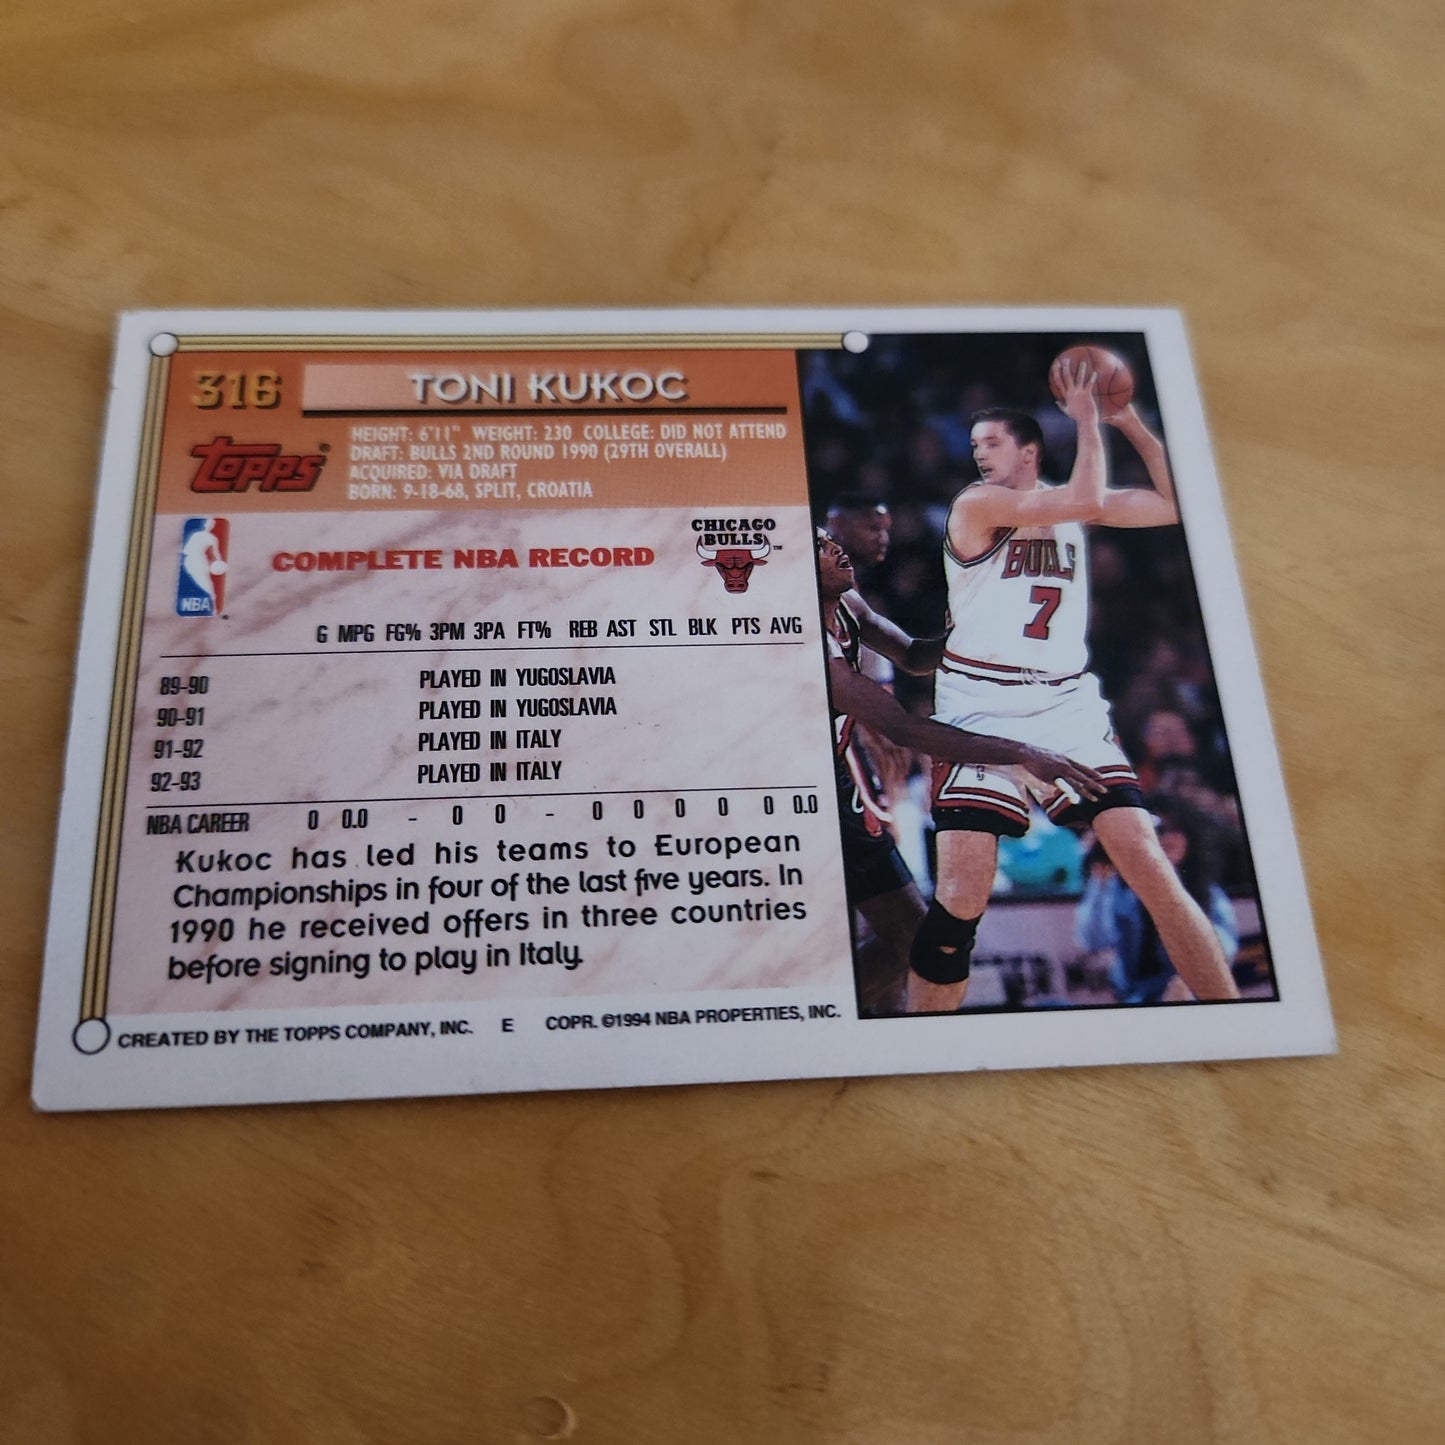 316
TONI KUKOC
Topps®
HEIGHT: 6'11" WEIGHT: 230 COLLEGE: DID NOT ATTEND
DRAFT: BULLS 2ND ROUND 1990 (29TH OVERALL)
ACQUIRED: VIA DRAFT
BORN: 9-18-68, SPLIT, CROATIA
NBA
COMPLETE NBA RECORD
CHICAGO
BULLS™
G MPG FG% 3PM 3PA FT% REB AST STL BLK PTS AVG
89-90 PLAYED IN YUGOSLAVIA
90-91 PLAYED IN YUGOSLAVIA
91-92 PLAYED IN ITALY
92-93 PLAYED IN ITALY
NBA CAREER 0 0.0 - 0 0 - 0 0 0 0 0 0.0
Kukoc has led his teams to European
Championships in four of the last five years. In
1990 he received offers in three countries
before signing to play in Italy.
CREATED BY THE TOPPS COMPANY, INC. E COPR. ©1994 NBA PROPERTIES, INC.
BULLS
7